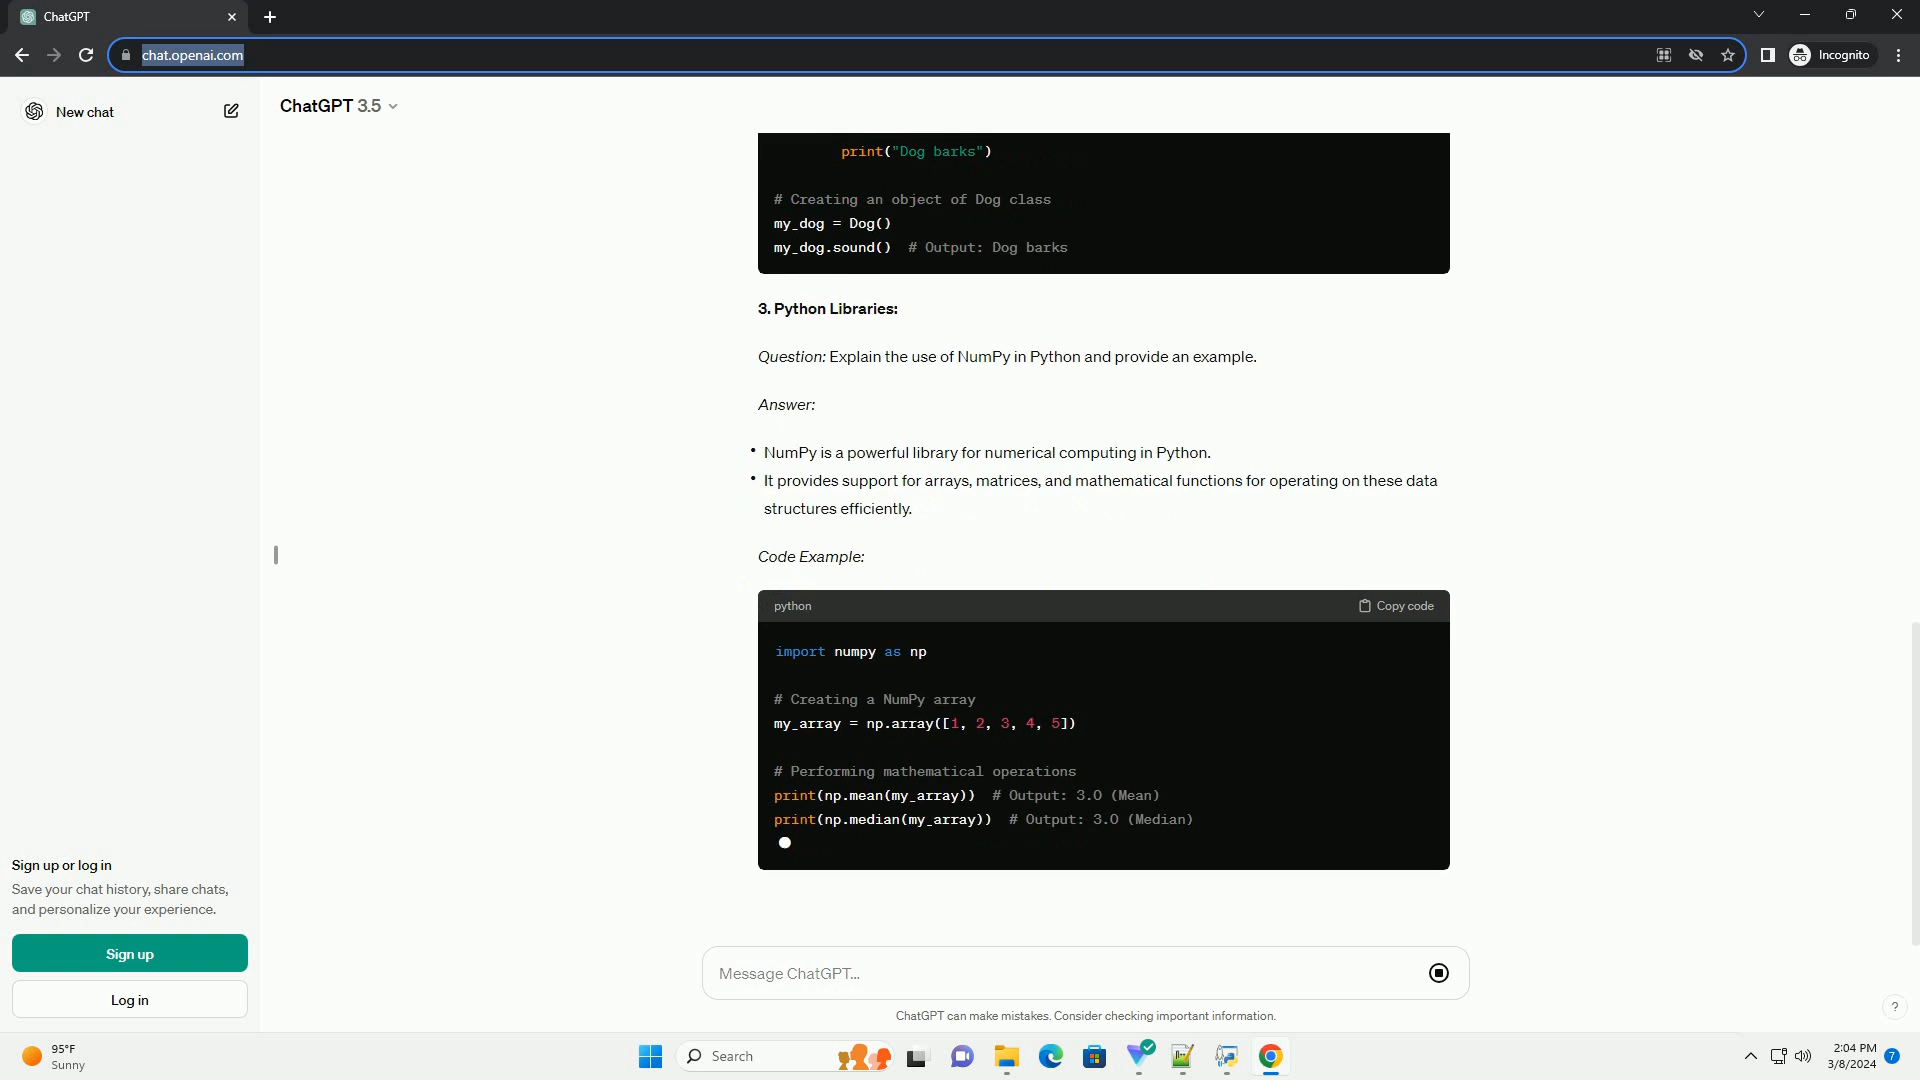 ChatGPT
chat.openai.com
Incognito
New chat
ChatGPT 3.5
print("Dog barks")
# Creating an object of Dog class
my_dog = Dog()
my_dog.sound()  # Output: Dog barks
3. Python Libraries:
Question: Explain the use of NumPy in Python and provide an example.
Answer:
• NumPy is a powerful library for numerical computing in Python.
• It provides support for arrays, matrices, and mathematical functions for operating on these data
structures efficiently.
Code Example:
python
Copy code
import numpy as np
# Creating a NumPy array
my_array = np.array([1, 2, 3, 4, 5])
# Performing mathematical operations
print(np.mean(my_array))  # Output: 3.0 (Mean)
print(np.median(my_array))  # Output: 3.0 (Median)
Sign up or log in
Save your chat history, share chats,
and personalize your experience.
Sign up
Log in
Message ChatGPT...
ChatGPT can make mistakes. Consider checking important information.
?
95°F
Sunny
Search
2:04 PM
3/8/2024
7